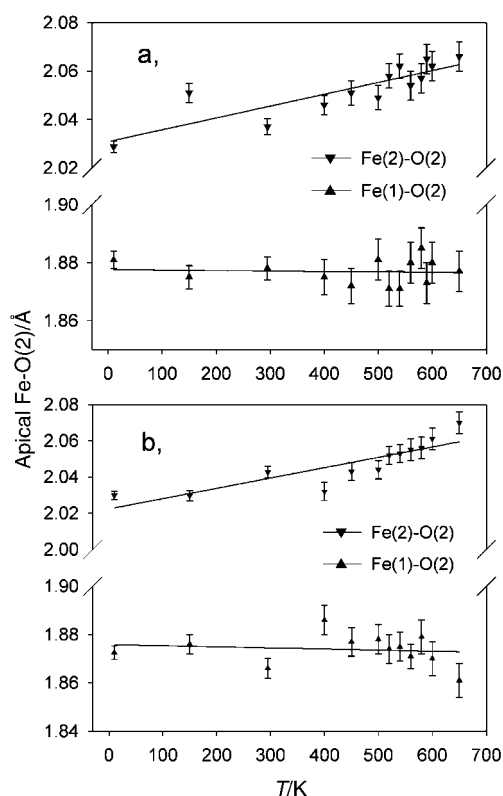 2.08
a,
2.06
2.04
2.02
Fe(2)-O(2)
Fe(1)-O(2)
1.90
1.88
1.86
0 100 200 300 400 500 600 700
Apical Fe-O(2)/Å
2.08
b,
2.06
2.04
2.02
2.00
Fe(2)-O(2)
Fe(1)-O(2)
1.90
1.88
1.86
1.84
0 100 200 300 400 500 600 700
T/K